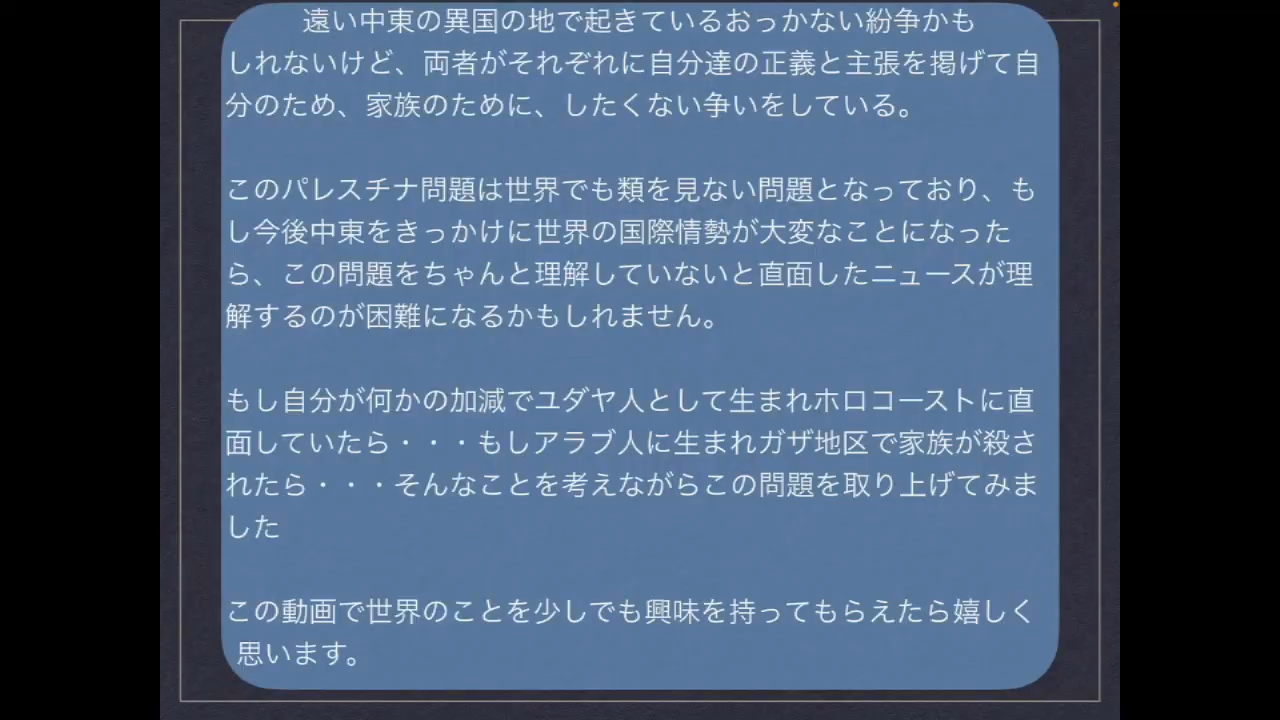 遠い中東の異国の地で起きているおっかない紛争かも
しれないけど、両者がそれぞれに自分達の正義と主張を掲げて自
分のため、家族のために、したくない争いをしている。
このパレスチナ問題は世界でも類を見ない問題となっており、も
し今後中東をきっかけに世界の国際情勢が大変なことになった
ら、この問題をちゃんと理解していないと直面したニュースが理
解するのが困難になるかもしれません。
もし自分が何かの加減でユダヤ人として生まれホロコーストに直
面していたら・・・もしアラブ人に生まれガザ地区で家族が殺さ
れたら・・・そんなことを考えながらこの問題を取り上げてみま
した
この動画で世界のことを少しでも興味を持ってもらえたら嬉しく
思います。